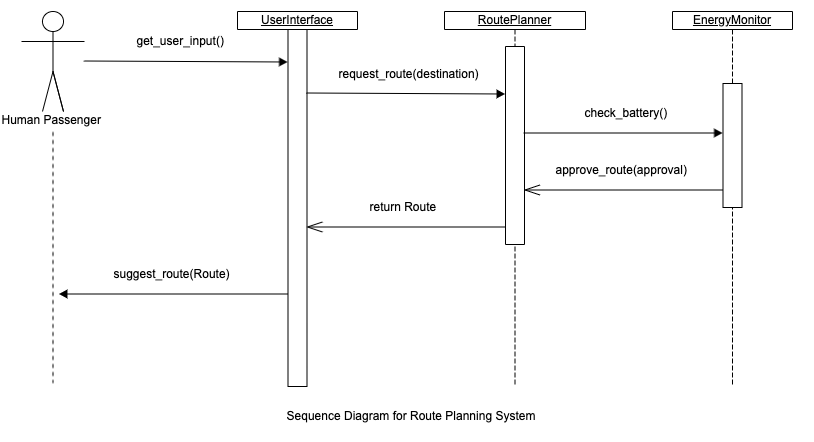 UserInterface
RoutePlanner
EnergyMonitor
get_user_input()
request_route(destination)
check_battery()
Human Passenger
approve_route(approval)
return Route
suggest_route(Route)
Sequence Diagram for Route Planning System